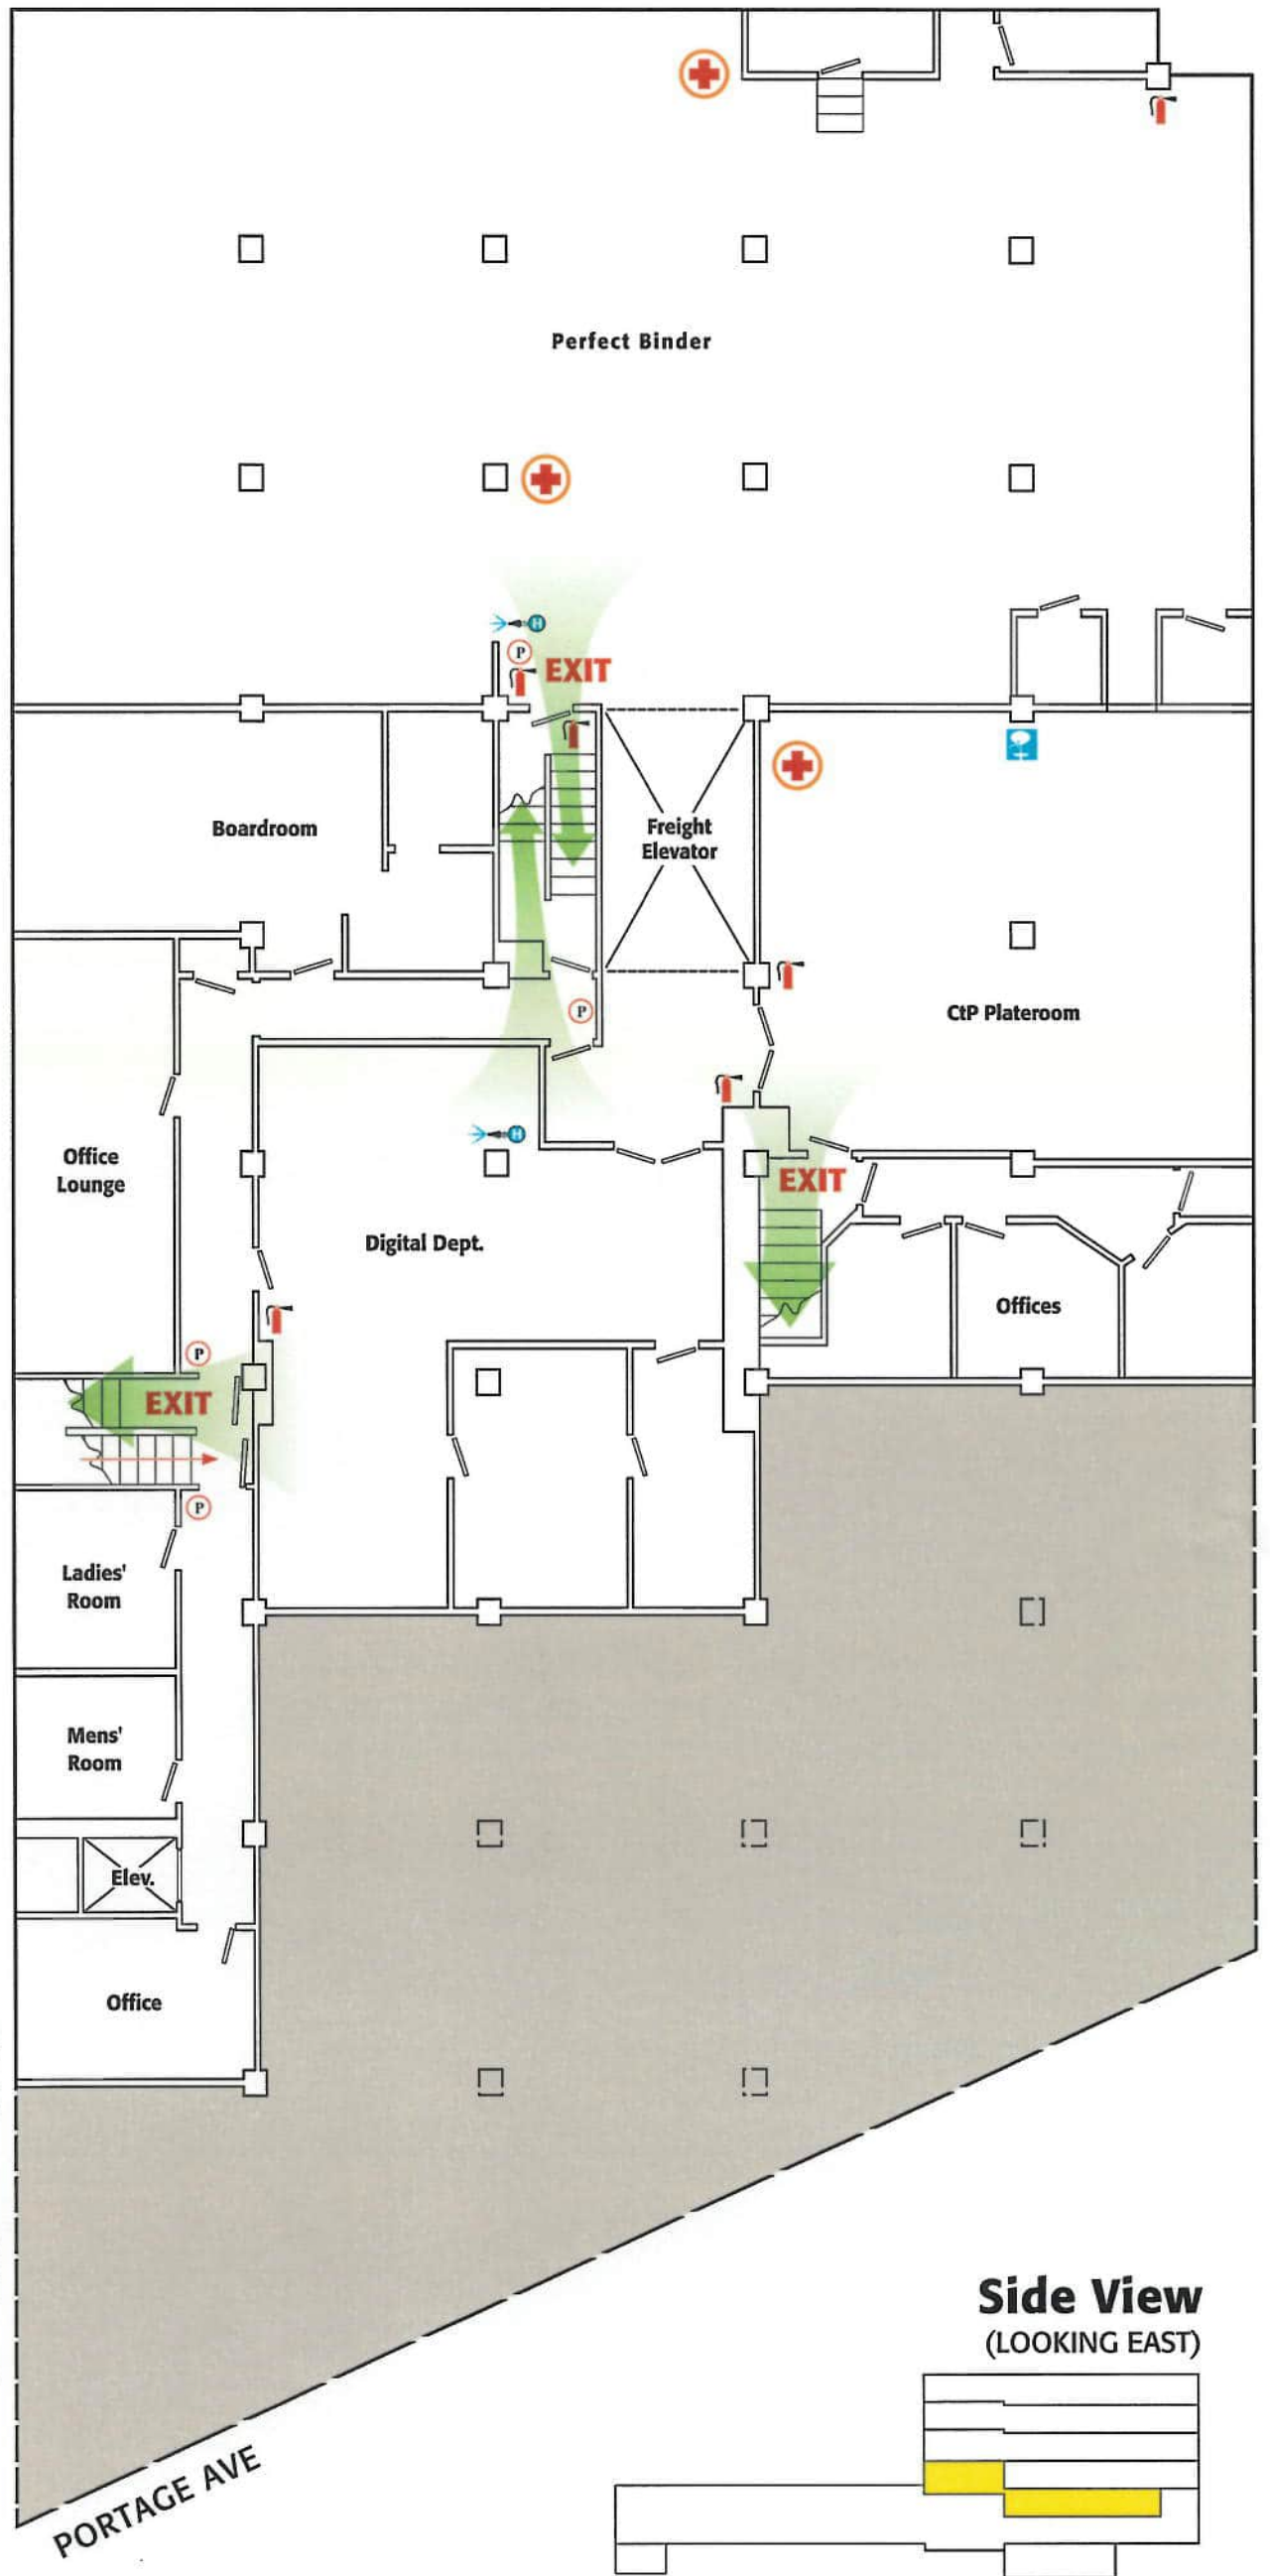 Perfect Binder
H
P
EXIT
Boardroom
Freight
Elevator
P
CtP Plateroom
H
Office
Lounge
EXIT
Digital Dept.
Offices
P
EXIT
P
Ladies'
Room
Mens'
Room
Elev.
Office
Side View
(LOOKING EAST)
PORTAGE AVE